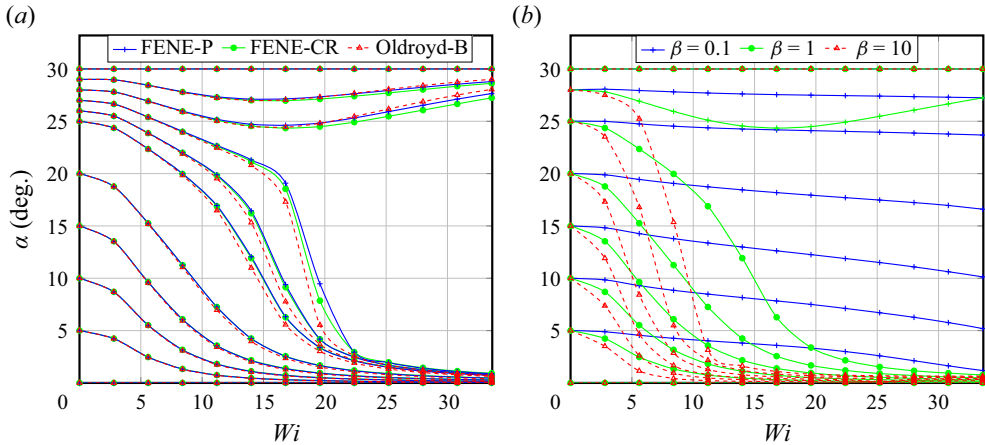 (a) (b)
FENE-P FENE-CR Oldroyd-B
β = 0.1 β = 1 β = 10
30 30
25 25
20 20
α (deg.)
15 15
10 10
5 5
0 5 10 15 20 25 30
0 5 10 15 20 25 30
Wi Wi